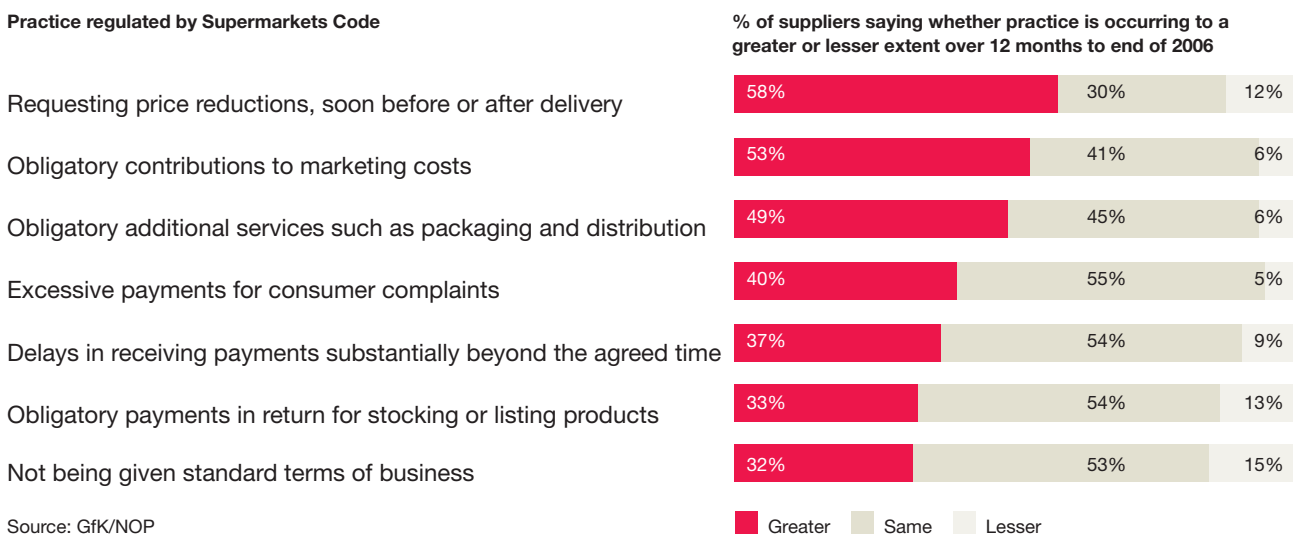 Practice regulated by Supermarkets Code
% of suppliers saying whether practice is occurring to a
greater or lesser extent over 12 months to end of 2006
Requesting price reductions, soon before or after delivery
58% 30% 12%
Obligatory contributions to marketing costs
53% 41% 6%
Obligatory additional services such as packaging and distribution
49% 45% 6%
Excessive payments for consumer complaints
40% 55% 5%
Delays in receiving payments substantially beyond the agreed time
37% 54% 9%
Obligatory payments in return for stocking or listing products
33% 54% 13%
Not being given standard terms of business
32% 53% 15%
Source: GfK/NOP
Greater Same Lesser